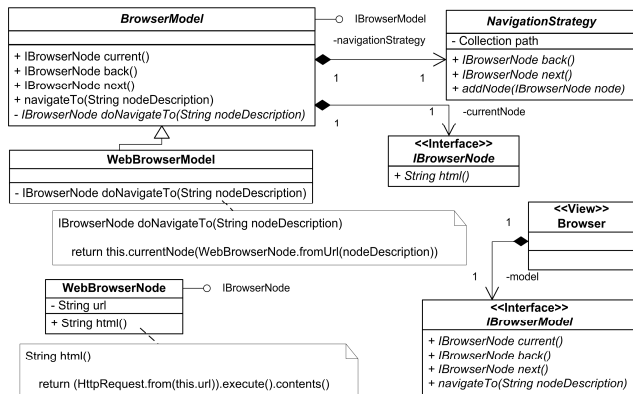 BrowserModel
+ IBrowserNode current()
+ IBrowserNode back()
+ IBrowserNode next()
+ navigateTo(String nodeDescription)
- IBrowserNode doNavigateTo(String nodeDescription)
IBrowserModel
-navigationStrategy
1
1
NavigationStrategy
- Collection path
+ IBrowserNode back()
+ IBrowserNode next()
+ addNode(IBrowserNode node)
1
1
-currentNode
<<Interface>>
IBrowserNode
+ String html()
WebBrowserModel
- IBrowserNode doNavigateTo(String nodeDescription)
IBrowserNode doNavigateTo(String nodeDescription)
return this.currentNode(WebBrowserNode.fromUrl(nodeDescription))
<<View>>
Browser
1
1
-model
WebBrowserNode
- String url
+ String html()
IBrowserNode
String html()
return (HttpRequest.from(this.url)).execute().contents()
<<Interface>>
IBrowserModel
+ IBrowserNode current()
+ IBrowserNode back()
+ IBrowserNode next()
+ navigateTo(String nodeDescription)